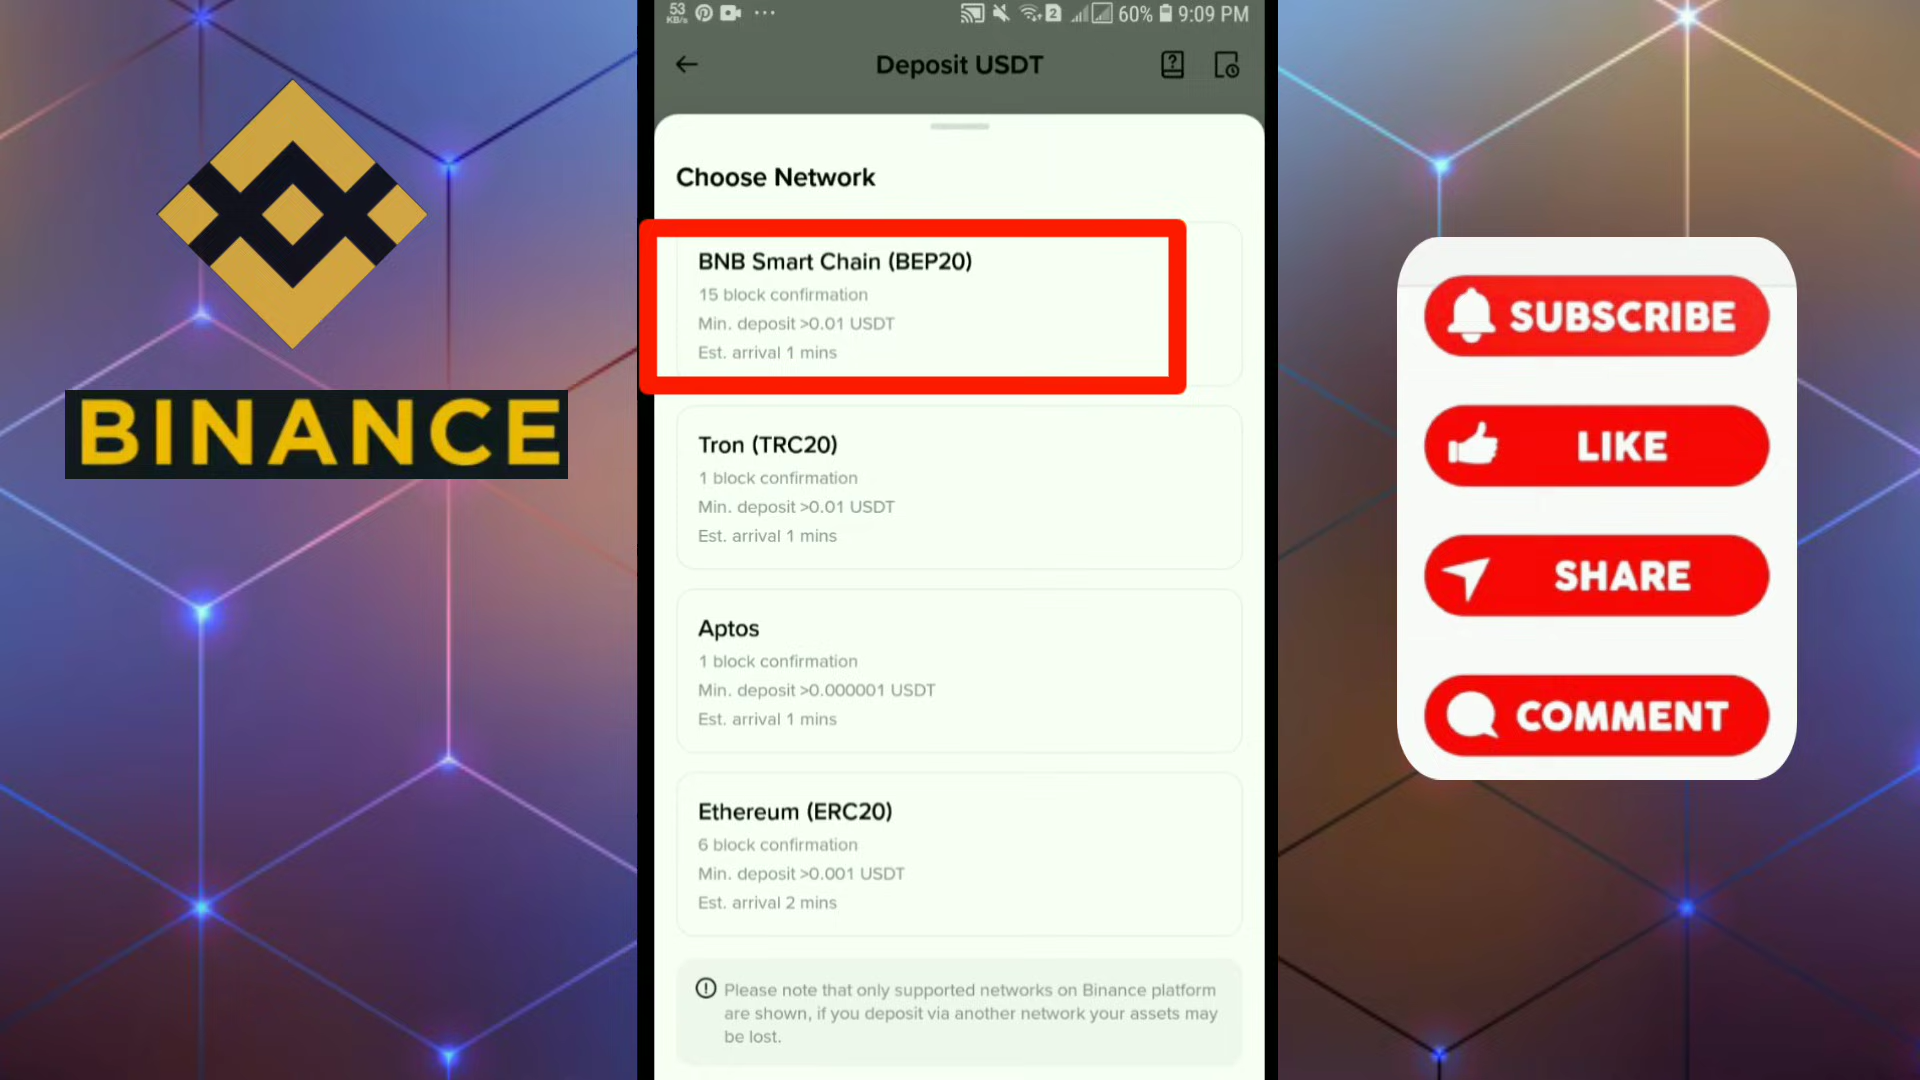 53
KB/s
2
60%
9:09 PM
Deposit USDT
Choose Network
BNB Smart Chain (BEP20)
15 block confirmation
Min. deposit >0.01 USDT
Est. arrival 1 mins
Tron (TRC20)
1 block confirmation
Min. deposit >0.01 USDT
Est. arrival 1 mins
Aptos
1 block confirmation
Min. deposit >0.000001 USDT
Est. arrival 1 mins
Ethereum (ERC20)
6 block confirmation
Min. deposit >0.001 USDT
Est. arrival 2 mins
Please note that only supported networks on Binance platform
are shown, if you deposit via another network your assets may
be lost.
BINANCE
SUBSCRIBE
LIKE
SHARE
COMMENT